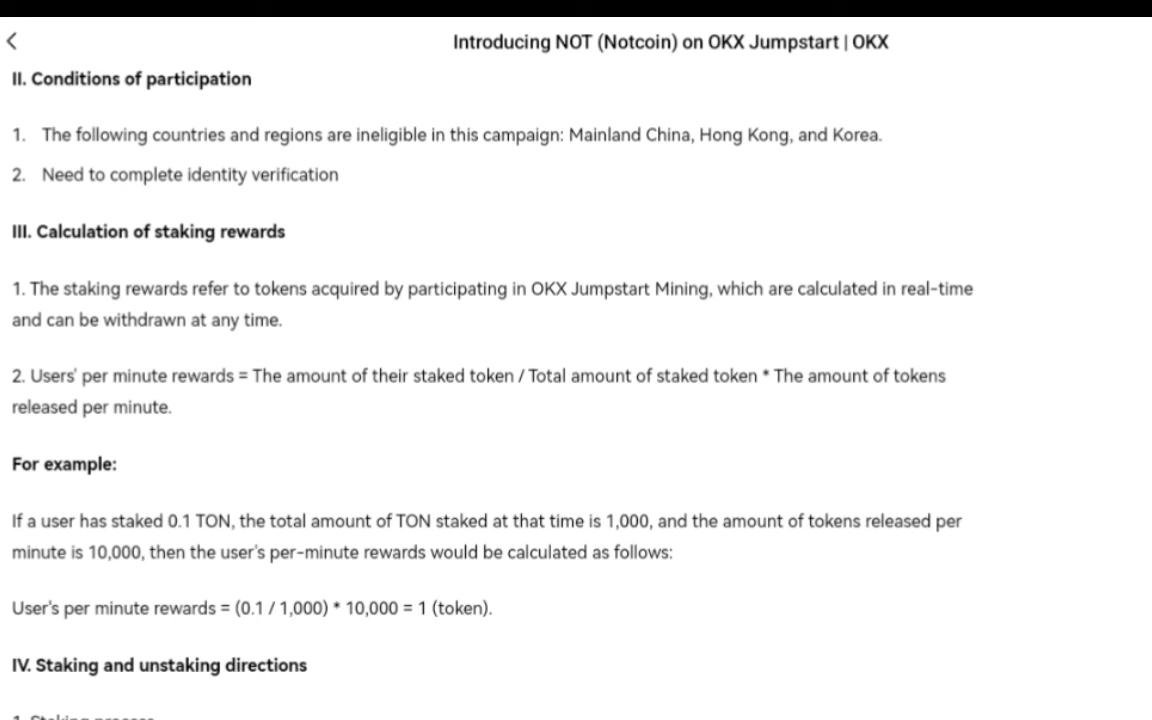 Introducing NOT (Notcoin) on OKX Jumpstart | OKX
II. Conditions of participation
1. The following countries and regions are ineligible in this campaign: Mainland China, Hong Kong, and Korea.
2. Need to complete identity verification
III. Calculation of staking rewards
1. The staking rewards refer to tokens acquired by participating in OKX Jumpstart Mining, which are calculated in real-time
and can be withdrawn at any time.
2. Users' per minute rewards = The amount of their staked token / Total amount of staked token * The amount of tokens
released per minute.
For example:
If a user has staked 0.1 TON, the total amount of TON staked at that time is 1,000, and the amount of tokens released per
minute is 10,000, then the user's per-minute rewards would be calculated as follows:
User's per minute rewards = (0.1 / 1,000) * 10,000 = 1 (token).
IV. Staking and unstaking directions